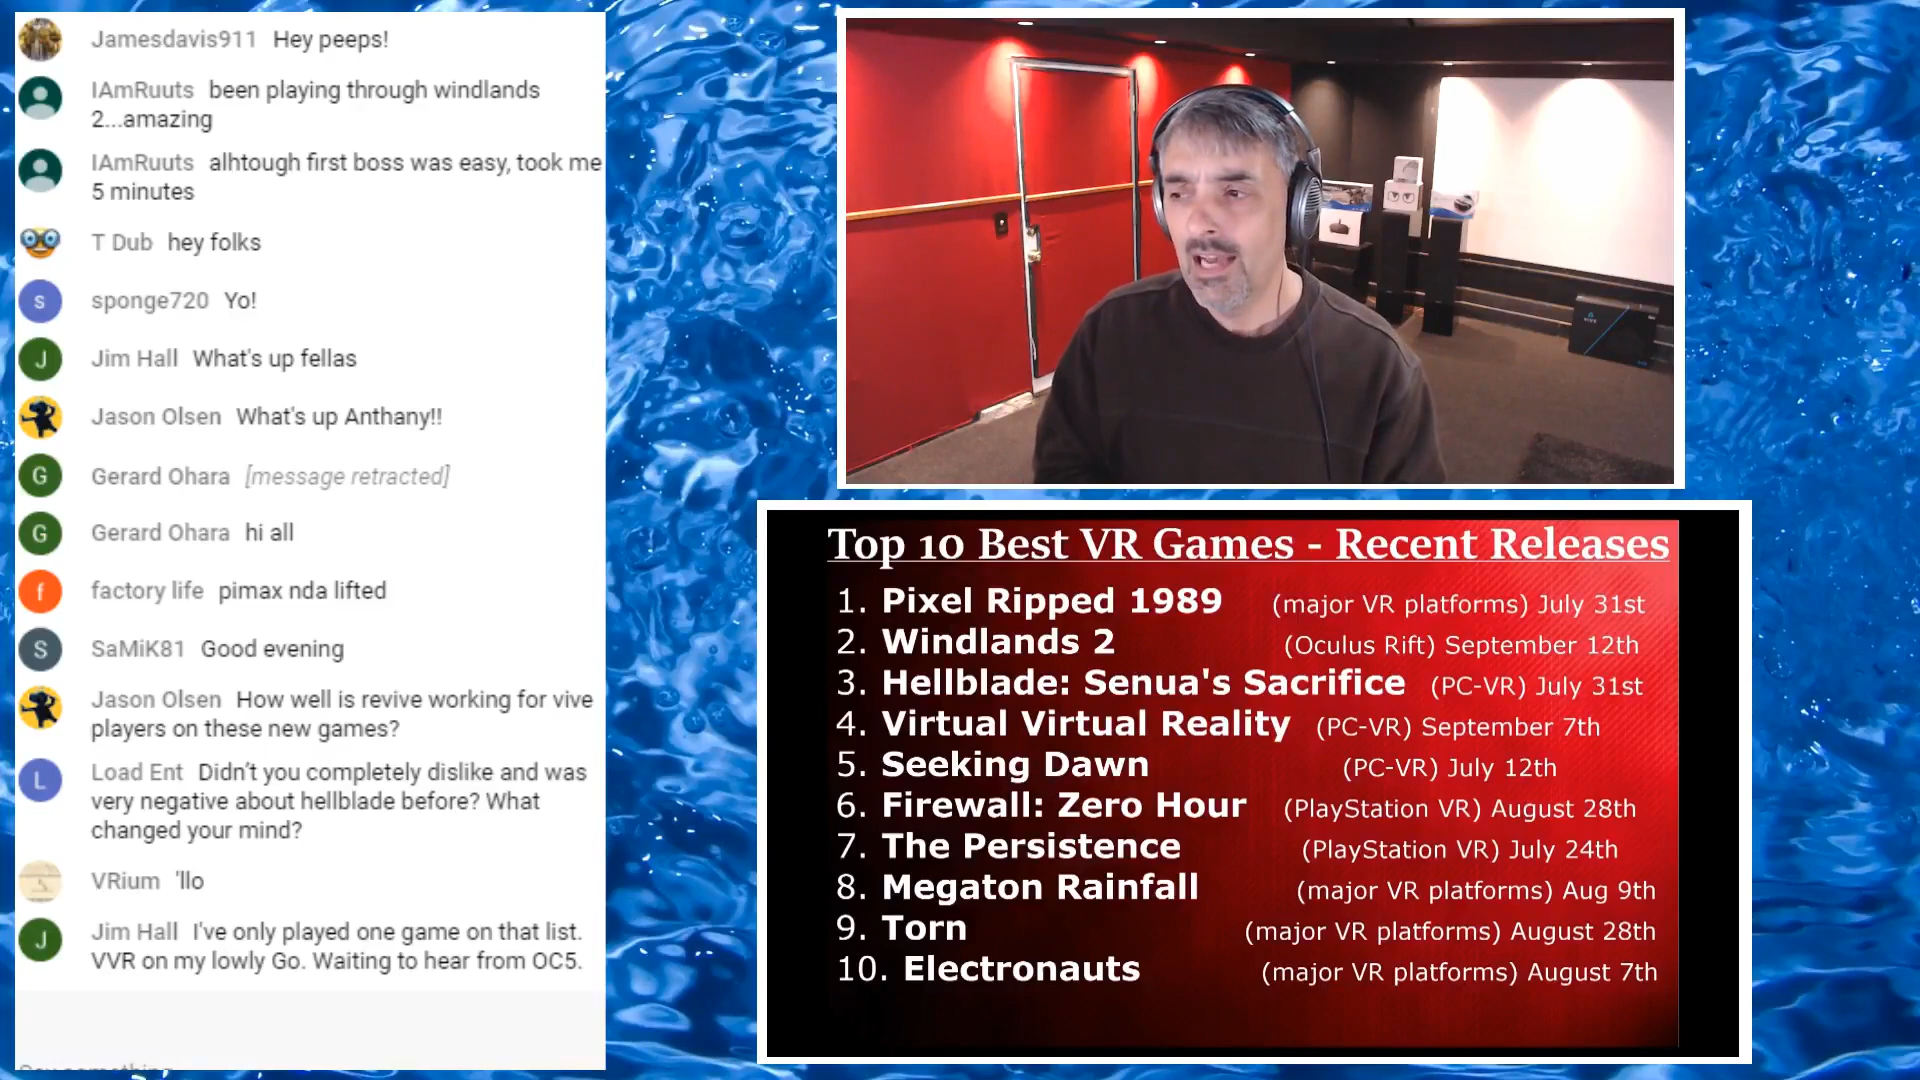 Jamesdavis911 Hey peeps!
IAmRuuts been playing through windlands
2...amazing
IAmRuuts alhtough first boss was easy, took me
5 minutes
T Dub hey folks
s
sponge720 Yo!
J
Jim Hall What's up fellas
Jason Olsen What's up Anthany!!
G
Gerard Ohara [message retracted]
G
Gerard Ohara hi all
f
factory life pimax nda lifted
S
SaMiK81 Good evening
Jason Olsen How well is revive working for vive
players on these new games?
L
Load Ent Didn’t you completely dislike and was
very negative about hellblade before? What
changed your mind?
VRium 'llo
J
Jim Hall I've only played one game on that list.
VVR on my lowly Go. Waiting to hear from OC5.
Top 10 Best VR Games - Recent Releases
1. Pixel Ripped 1989 (major VR platforms) July 31st
2. Windlands 2 (Oculus Rift) September 12th
3. Hellblade: Senua's Sacrifice (PC-VR) July 31st
4. Virtual Virtual Reality (PC-VR) September 7th
5. Seeking Dawn (PC-VR) July 12th
6. Firewall: Zero Hour (PlayStation VR) August 28th
7. The Persistence (PlayStation VR) July 24th
8. Megaton Rainfall (major VR platforms) Aug 9th
9. Torn (major VR platforms) August 28th
10. Electronauts (major VR platforms) August 7th